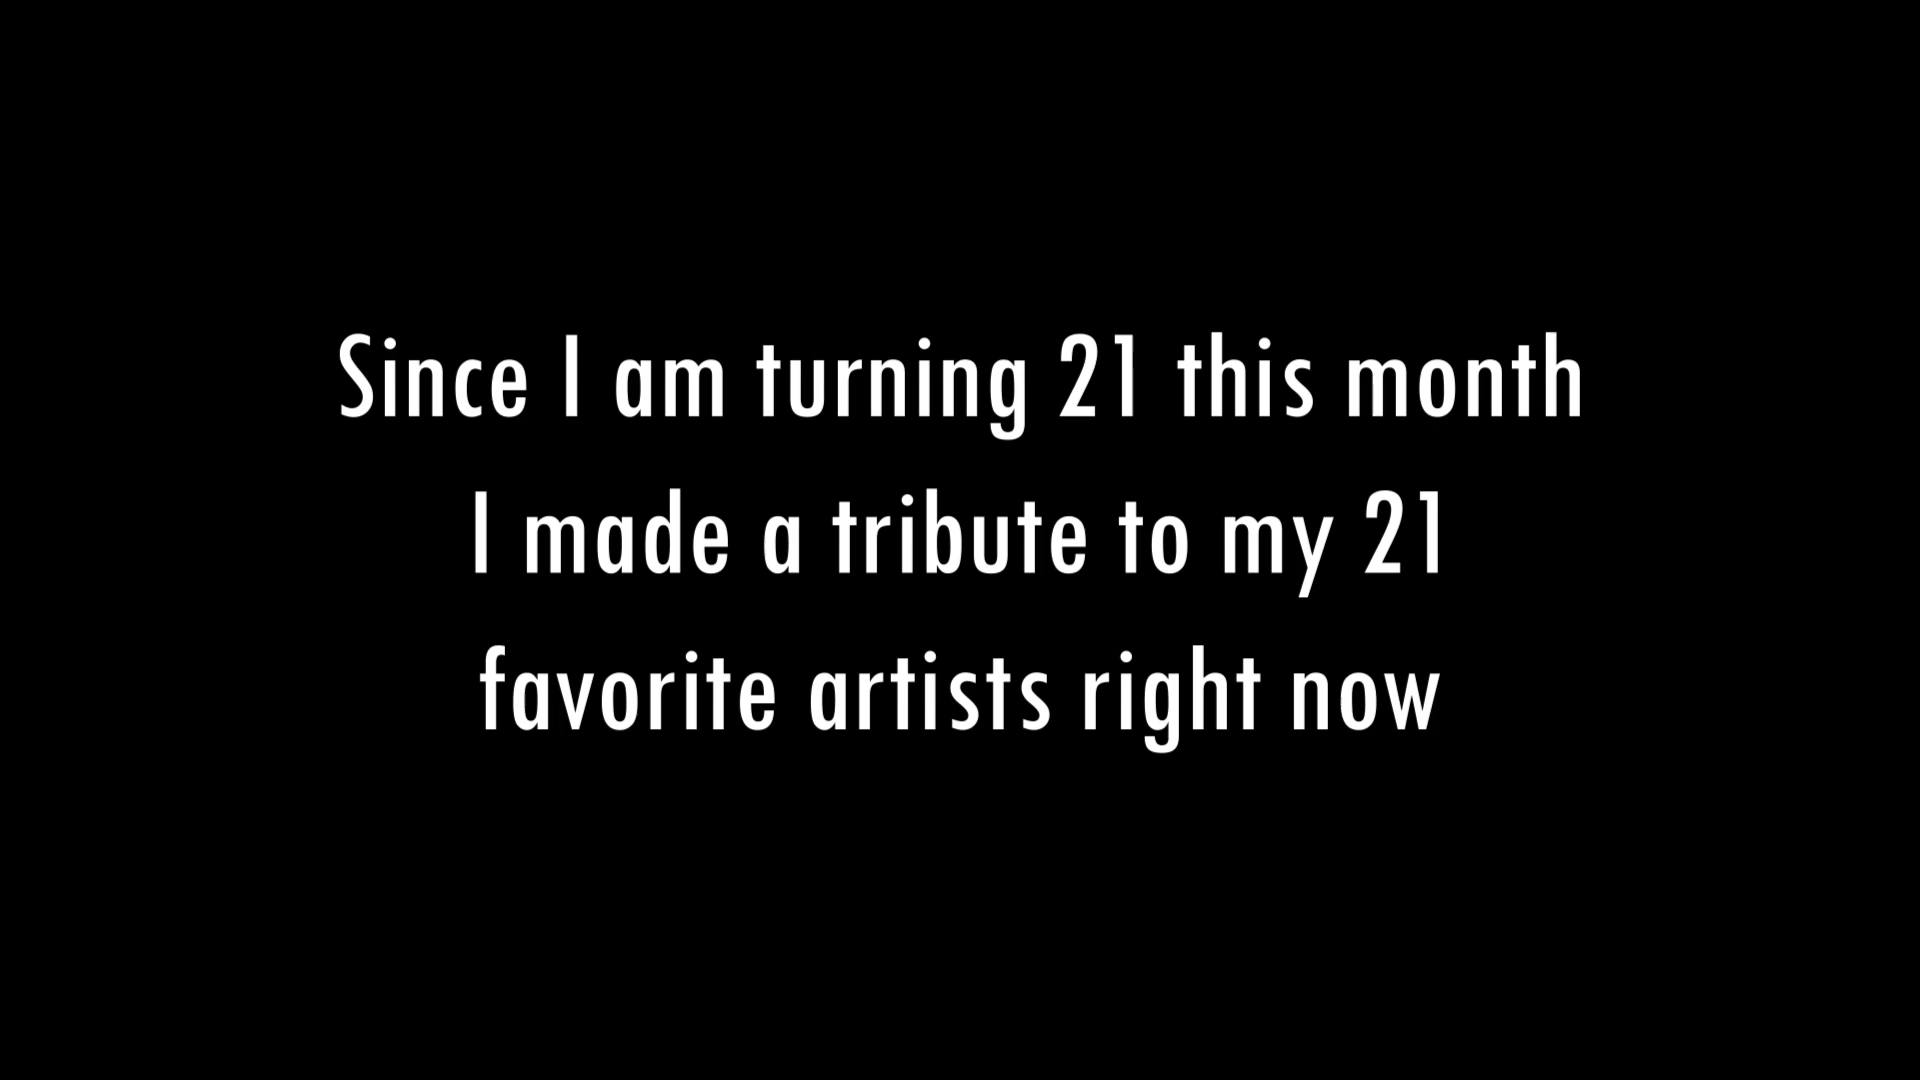 Since I am turning 21 this month
I made a tribute to my 21
favorite artists right now